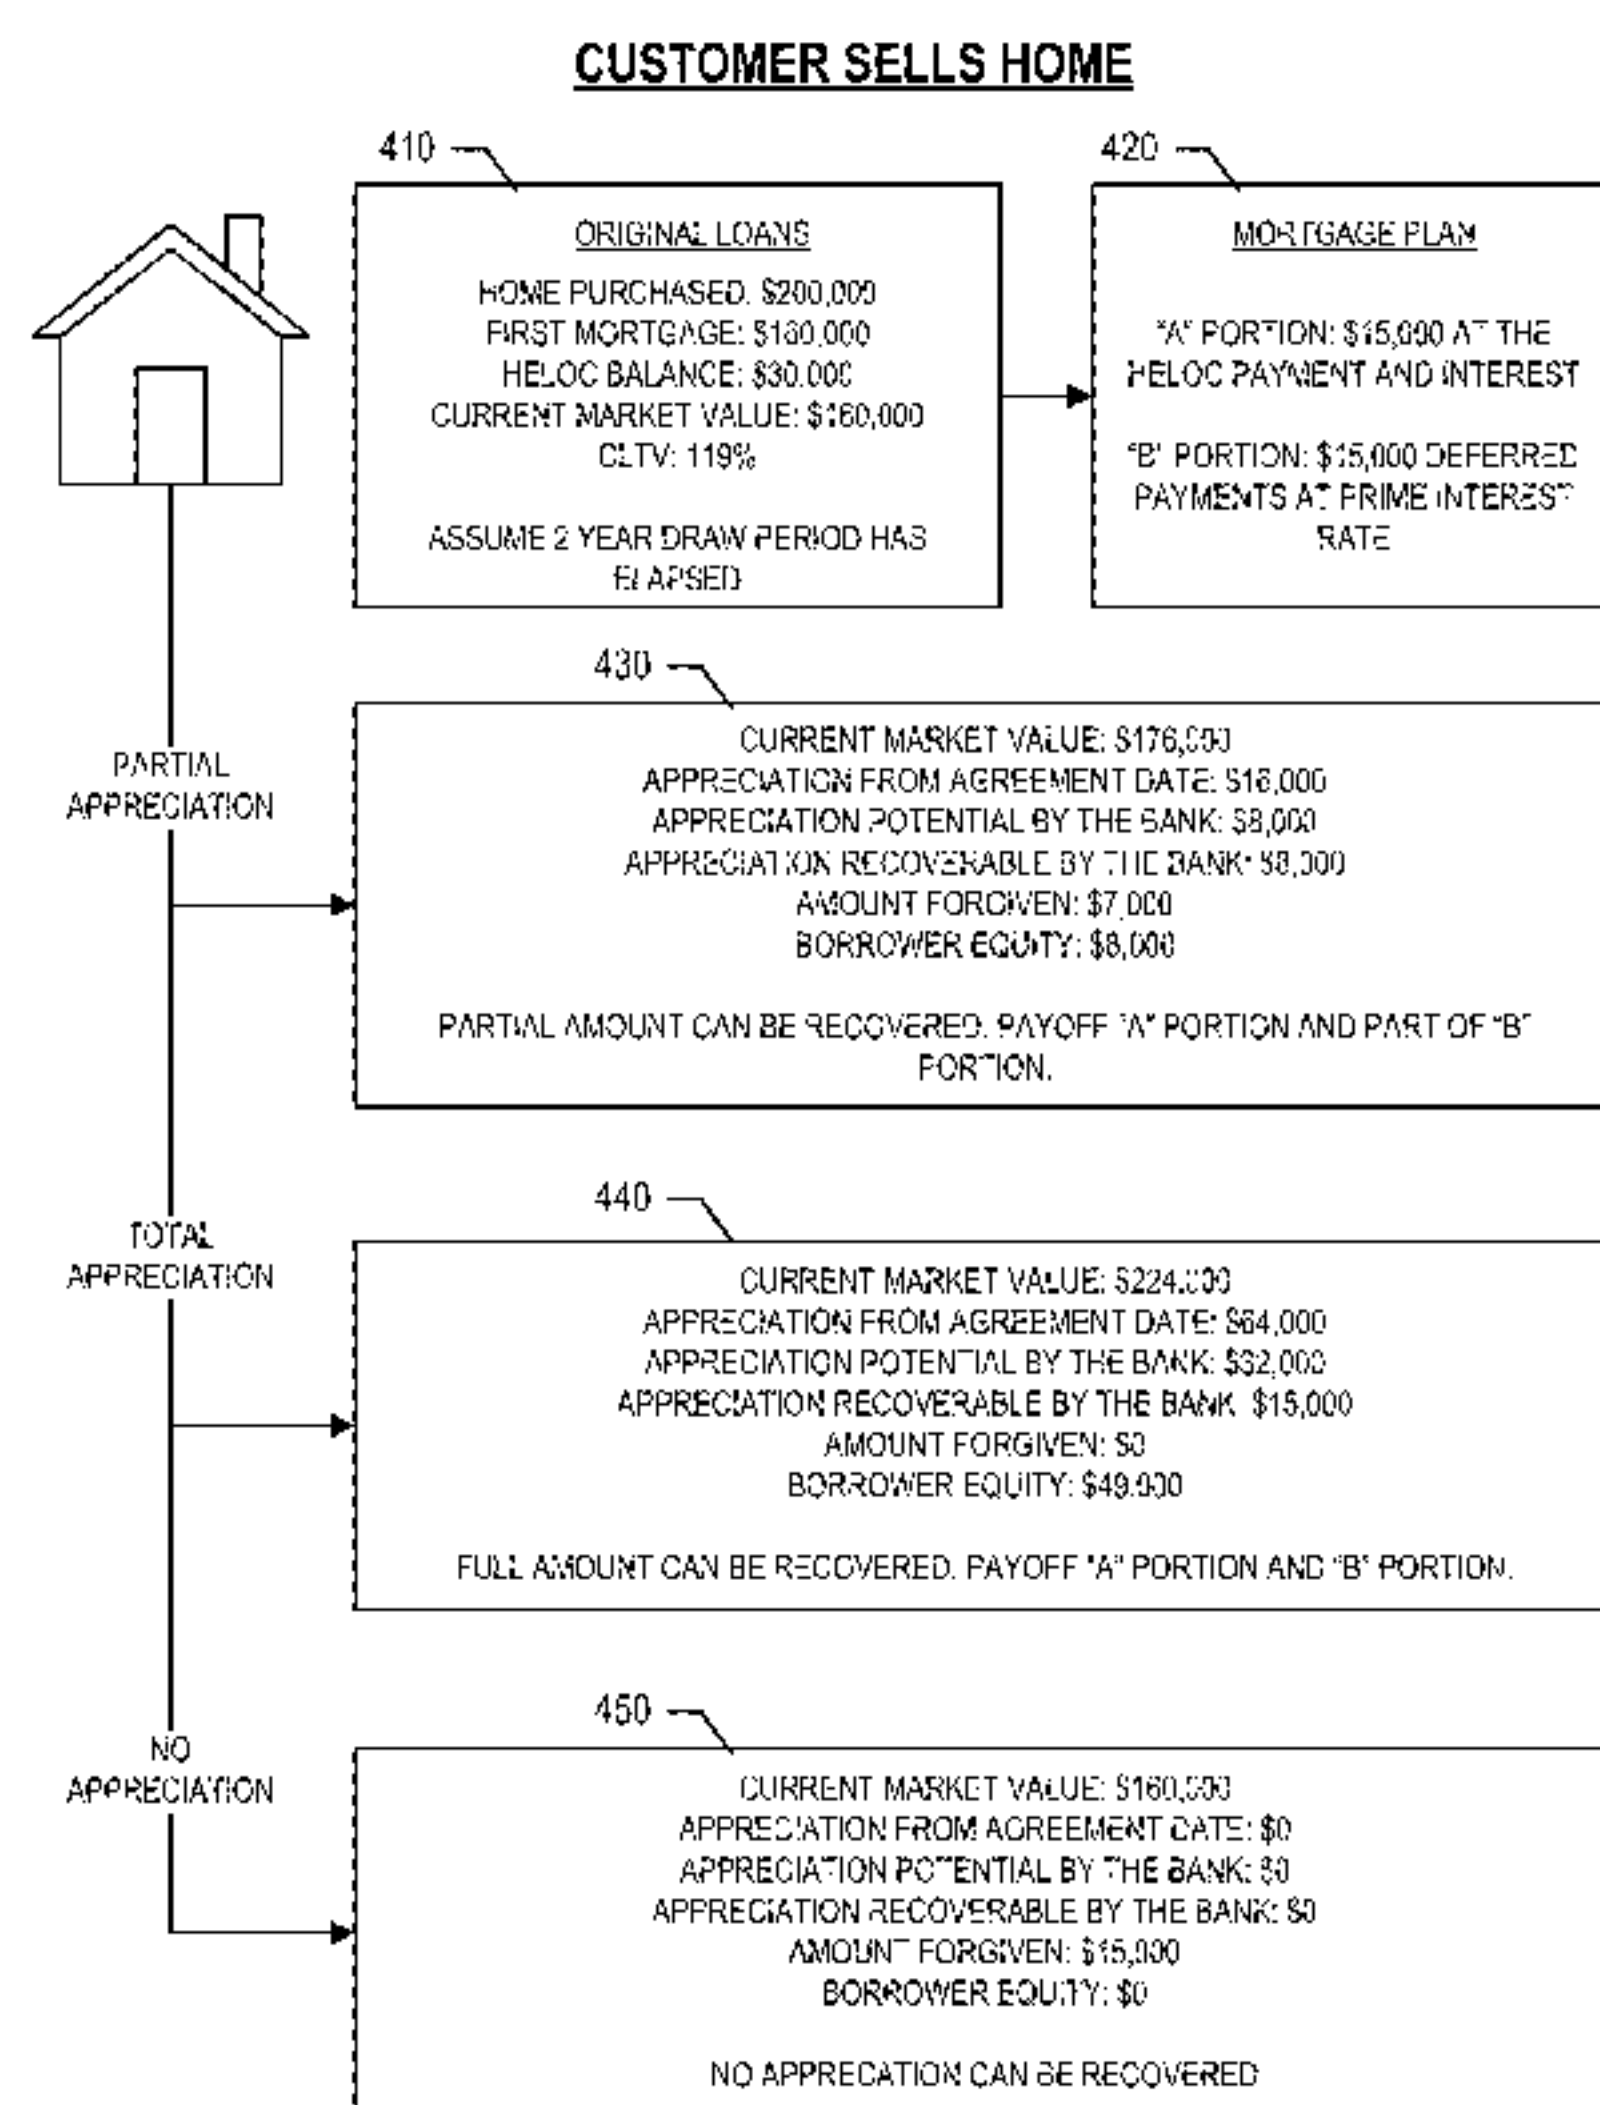 CUSTOMER SELLS HOME
410
420
ORIGINAL LOANS
HOME PURCHASED: $200,000
FIRST MORTGAGE: $160,000
HELOC BALANCE: $30,000
CURRENT MARKET VALUE: $160,000
CLTV: 119%
ASSUME 2 YEAR DRAW PERIOD HAS
ELAPSED
MORTGAGE PLAN
"A" PORTION: $15,000 AT THE
HELOC PAYMENT AND INTEREST
"B" PORTION: $15,000 DEFERRED
PAYMENTS AT PRIME INTEREST
RATE
430
PARTIAL
APPRECIATION
CURRENT MARKET VALUE: $176,000
APPRECIATION FROM AGREEMENT DATE: $16,000
APPRECIATION POTENTIAL BY THE BANK: $8,000
APPRECIATION RECOVERABLE BY THE BANK: $8,000
AMOUNT FORGIVEN: $7,000
BORROWER EQUITY: $8,000
PARTIAL AMOUNT CAN BE RECOVERED. PAYOFF "A" PORTION AND PART OF "B"
PORTION.
440
TOTAL
APPRECIATION
CURRENT MARKET VALUE: $224,000
APPRECIATION FROM AGREEMENT DATE: $64,000
APPRECIATION POTENTIAL BY THE BANK: $32,000
APPRECIATION RECOVERABLE BY THE BANK: $15,000
AMOUNT FORGIVEN: $0
BORROWER EQUITY: $49,000
FULL AMOUNT CAN BE RECOVERED. PAYOFF "A" PORTION AND "B" PORTION.
450
NO
APPRECIATION
CURRENT MARKET VALUE: $160,000
APPRECIATION FROM AGREEMENT DATE: $0
APPRECIATION POTENTIAL BY THE BANK: $0
APPRECIATION RECOVERABLE BY THE BANK: $0
AMOUNT FORGIVEN: $15,000
BORROWER EQUITY: $0
NO APPRECATION CAN BE RECOVERED